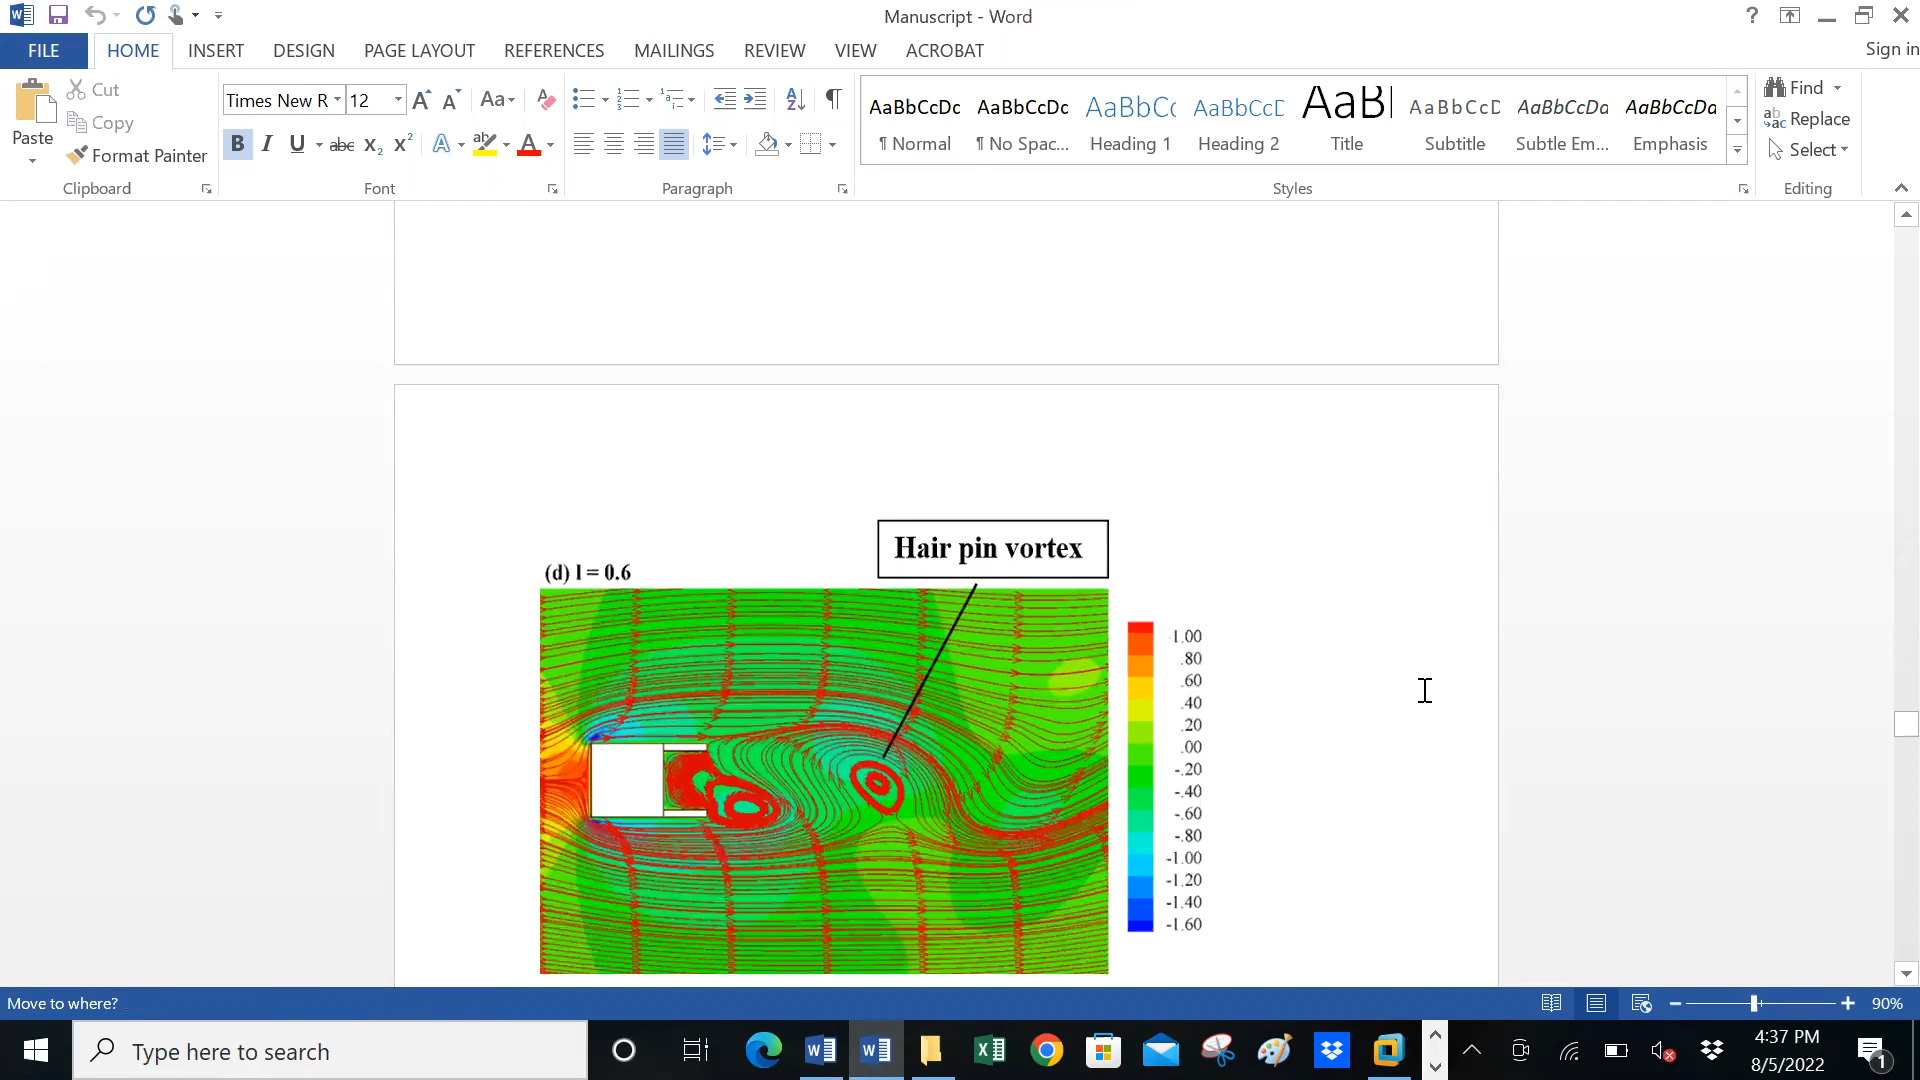 Manuscript - Word
FILE HOME INSERT DESIGN PAGE LAYOUT REFERENCES MAILINGS REVIEW VIEW ACROBAT Sign in
Paste
Cut
Copy
Format Painter
Clipboard
Times New R 12
Font
Paragraph
AaBbCcDc AaBbCcDc AaBbC AaBbCcD AaB AaBbCcD AaBbCcDa AaBbCcDa
¶ Normal ¶ No Spac... Heading 1 Heading 2 Title Subtitle Subtle Em... Emphasis
Styles
Find
Replace
Select
Editing
Hair pin vortex
(d) l = 0.6
1.00
.80
.60
.40
.20
.00
-.20
-.40
-.60
-.80
-1.00
-1.20
-1.40
-1.60
Move to where?
90%
Type here to search
4:37 PM
8/5/2022
1